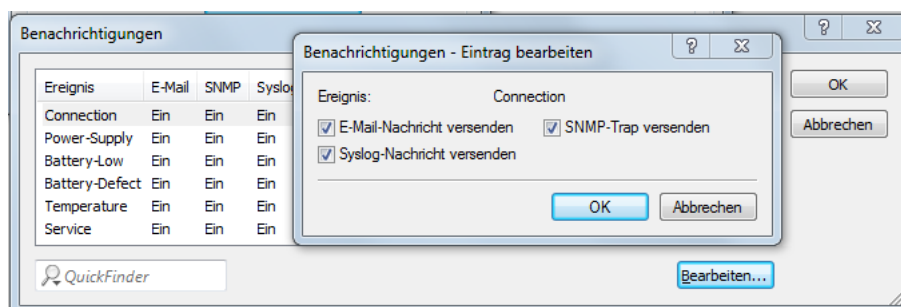 Benachrichtigungen
Ereignis E-Mail SNMP Syslog
Connection Ein Ein Ein
Power-Supply Ein Ein Ein
Battery-Low Ein Ein Ein
Battery-Defect Ein Ein Ein
Temperature Ein Ein Ein
Service Ein Ein Ein
QuickFinder
Bearbeiten...
OK
Abbrechen
Benachrichtigungen - Eintrag bearbeiten
Ereignis: Connection
E-Mail-Nachricht versenden SNMP-Trap versenden
Syslog-Nachricht versenden
OK Abbrechen